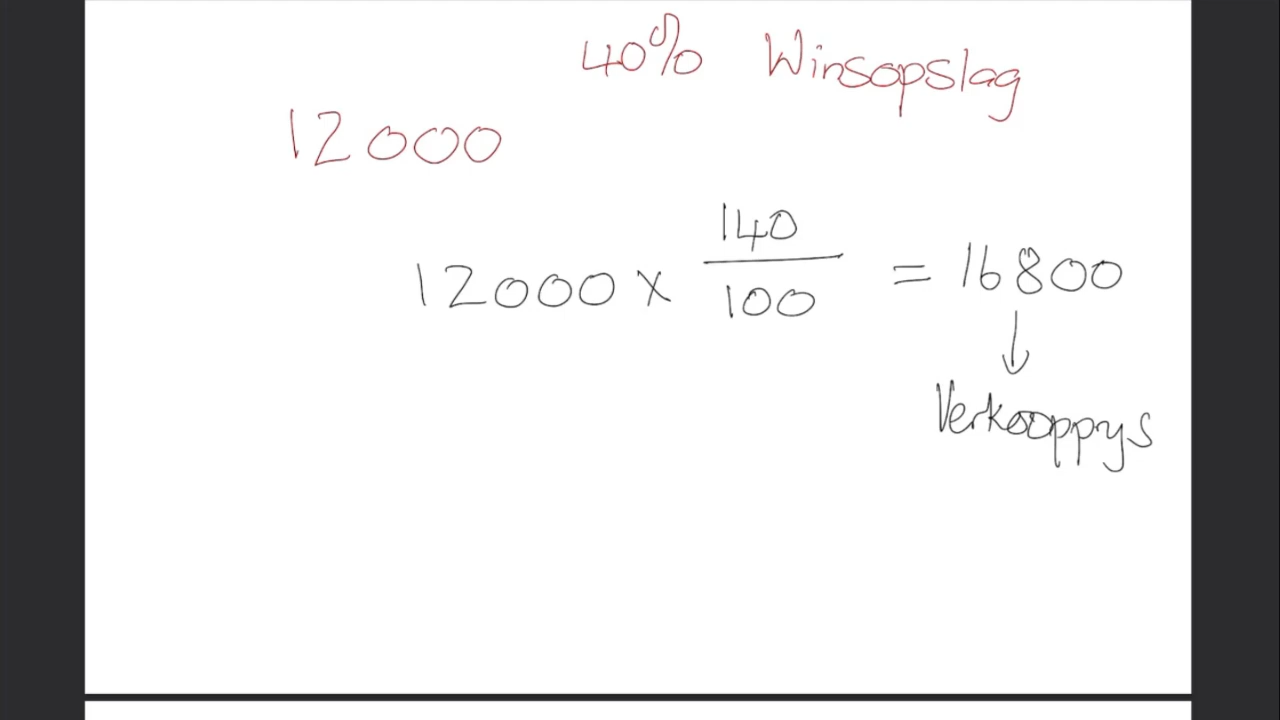 40% Winsopslag
12000
12000 x 140/100 = 16800
↓
Verkoopprys